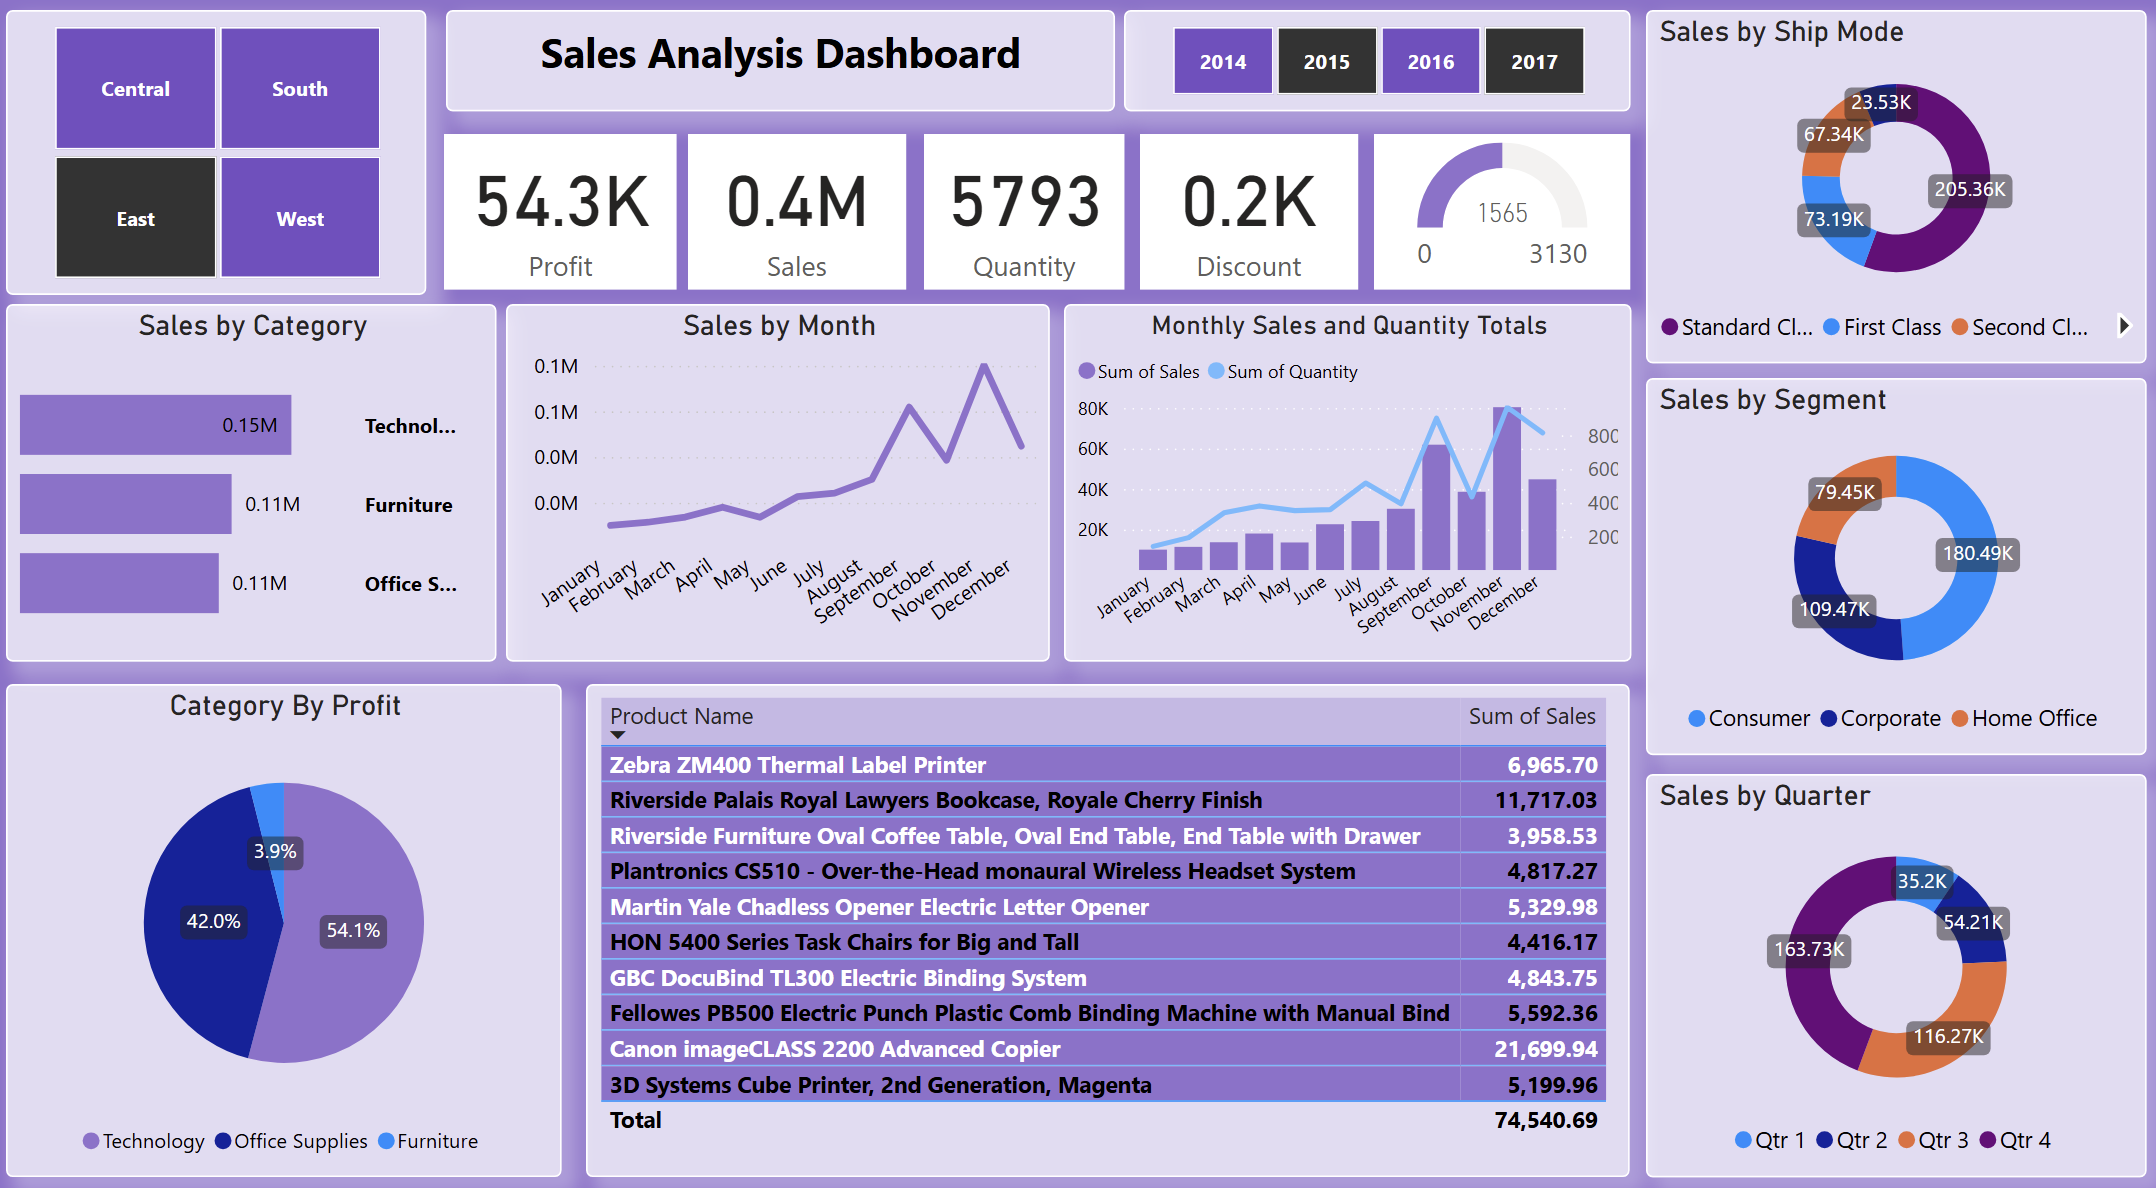 Central
South
East
West
Sales Analysis Dashboard
2014 2015 2016 2017
54.3K
Profit
0.4M
Sales
5793
Quantity
0.2K
Discount
1565
0 3130
Sales by Ship Mode
23.53K
67.34K
205.36K
73.19K
Standard Cl... First Class Second Cl...
Sales by Category
0.15M Technol...
0.11M Furniture
0.11M Office S...
Sales by Month
0.1M
0.1M
0.0M
0.0M
January February March April May June July August September October November December
Monthly Sales and Quantity Totals
Sum of Sales Sum of Quantity
80K
60K
40K
20K
800
600
400
200
January February March April May June July August September October November December
Sales by Segment
79.45K
180.49K
109.47K
Consumer Corporate Home Office
Category By Profit
3.9%
42.0%
54.1%
Technology Office Supplies Furniture
Product Name Sum of Sales
Zebra ZM400 Thermal Label Printer 6,965.70
Riverside Palais Royal Lawyers Bookcase, Royale Cherry Finish 11,717.03
Riverside Furniture Oval Coffee Table, Oval End Table, End Table with Drawer 3,958.53
Plantronics CS510 - Over-the-Head monaural Wireless Headset System 4,817.27
Martin Yale Chadless Opener Electric Letter Opener 5,329.98
HON 5400 Series Task Chairs for Big and Tall 4,416.17
GBC DocuBind TL300 Electric Binding System 4,843.75
Fellowes PB500 Electric Punch Plastic Comb Binding Machine with Manual Bind 5,592.36
Canon imageCLASS 2200 Advanced Copier 21,699.94
3D Systems Cube Printer, 2nd Generation, Magenta 5,199.96
Total 74,540.69
Sales by Quarter
35.2K
54.21K
163.73K
116.27K
Qtr 1 Qtr 2 Qtr 3 Qtr 4